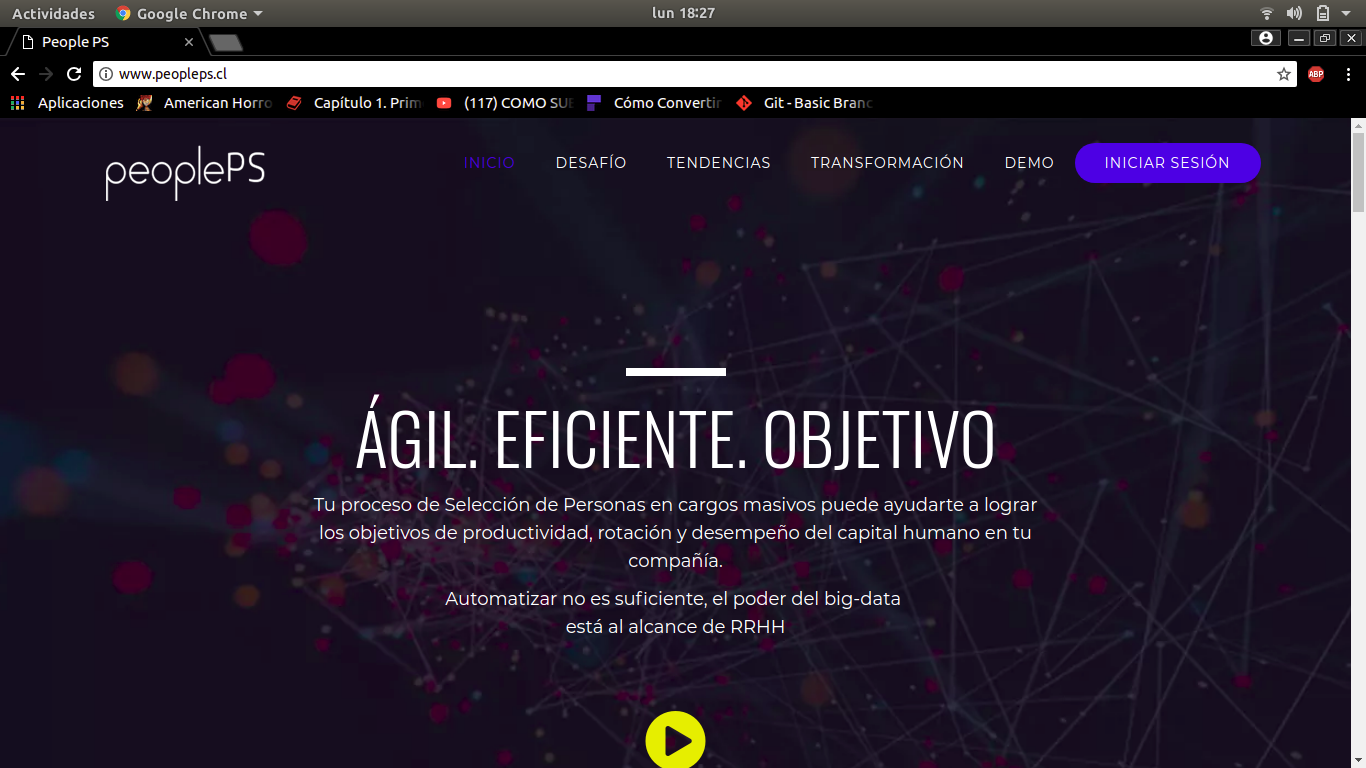 Actividades Google Chrome lun 18:27
People PS
www.peopleps.cl ABP
Aplicaciones American Horro Capítulo 1. Prim (117) COMO SUB Cómo Convertir Git - Basic Branc
peoplePS INICIO DESAFÍO TENDENCIAS TRANSFORMACIÓN DEMO INICIAR SESIÓN
ÁGIL. EFICIENTE. OBJETIVO
Tu proceso de Selección de Personas en cargos masivos puede ayudarte a lograr
los objetivos de productividad, rotación y desempeño del capital humano en tu
compañía.
Automatizar no es suficiente, el poder del big-data
está al alcance de RRHH